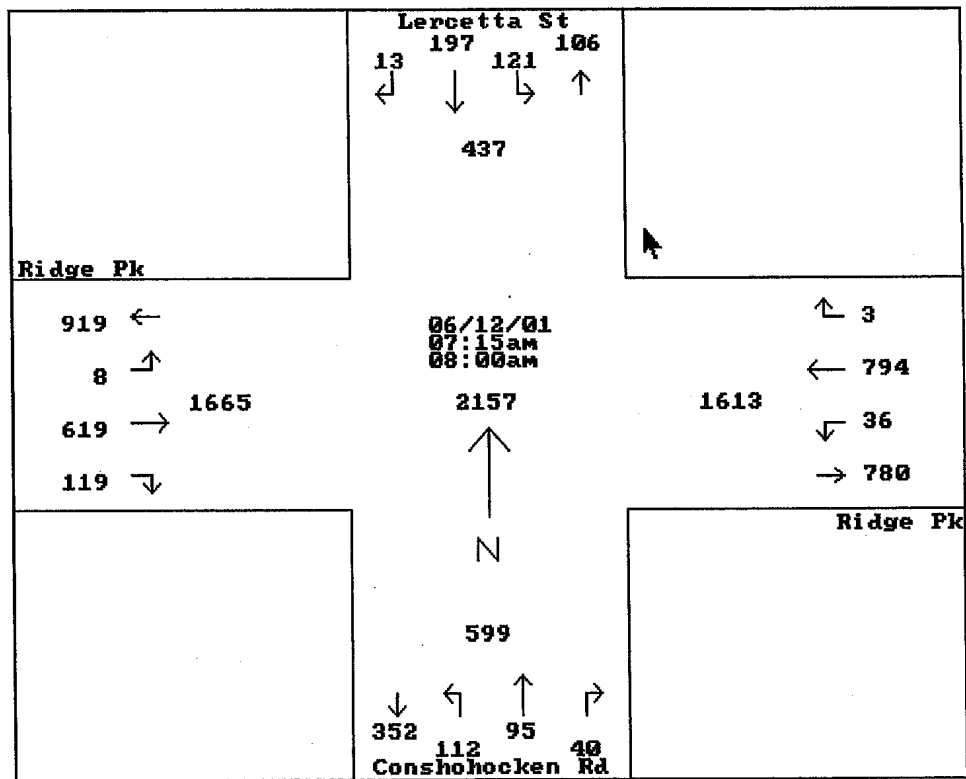 Lercetta St
197 106
13 121
437
Ridge Pk
919
8
619
119
1665
06/12/01
07:15am
08:00am
2157
1613
3
794
36
780
Ridge Pk
N
599
352 95
112 40
Conshohocken Rd